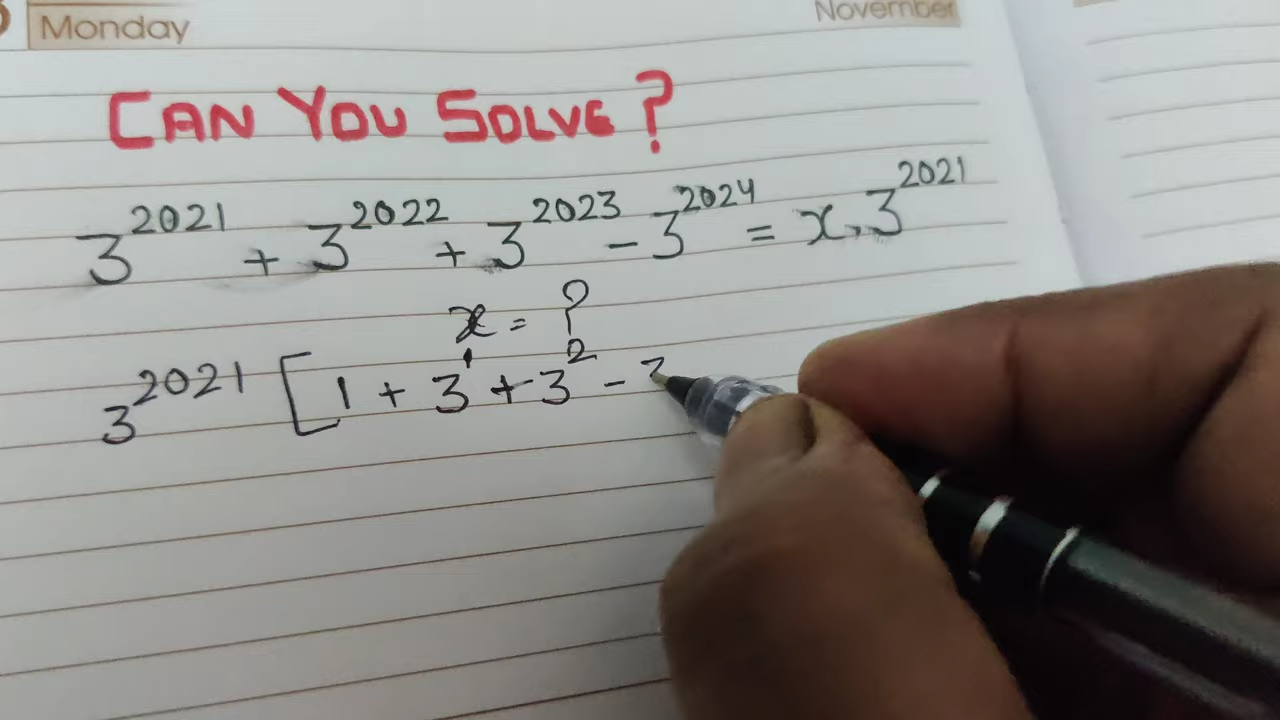 Monday November
CAN YOU SOLVE?
3^2021 + 3^2022 + 3^2023 - 3^2024 = x.3^2021
x = ?
3^2021 [1 + 3^1 + 3^2 - 3